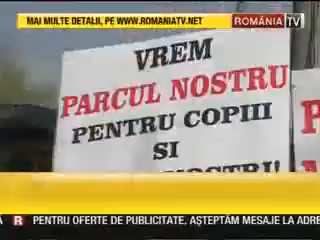 MAI MULTE DETALII, PE WWW.ROMANIATV.NET
ROMÂNIA TV
VREM
PARCUL NOSTRU
PENTRU COPIII
SI
NOSTRI!
R PENTRU OFERTE DE PUBLICITATE, AȘTEPTĂM MESAJE LA ADRE